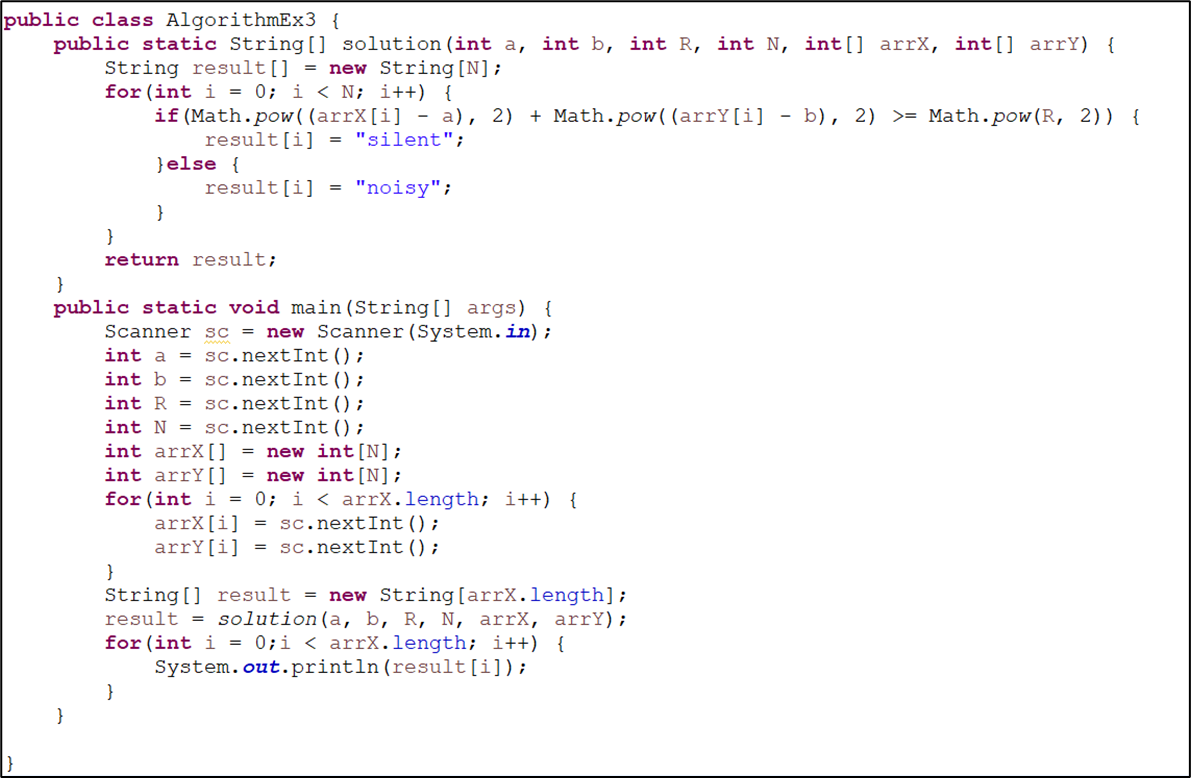 public class AlgorithmEx3 {
    public static String[] solution(int a, int b, int R, int N, int[] arrX, int[] arrY) {
        String result[] = new String[N];
        for(int i = 0; i < N; i++) {
            if(Math.pow((arrX[i] - a), 2) + Math.pow((arrY[i] - b), 2) >= Math.pow(R, 2)) {
                result[i] = "silent";
            }else {
                result[i] = "noisy";
            }
        }
        return result;
    }
    public static void main(String[] args) {
        Scanner sc = new Scanner(System.in);
        int a = sc.nextInt();
        int b = sc.nextInt();
        int R = sc.nextInt();
        int N = sc.nextInt();
        int arrX[] = new int[N];
        int arrY[] = new int[N];
        for(int i = 0; i < arrX.length; i++) {
            arrX[i] = sc.nextInt();
            arrY[i] = sc.nextInt();
        }
        String[] result = new String[arrX.length];
        result = solution(a, b, R, N, arrX, arrY);
        for(int i = 0;i < arrX.length; i++) {
            System.out.println(result[i]);
        }
    }

}